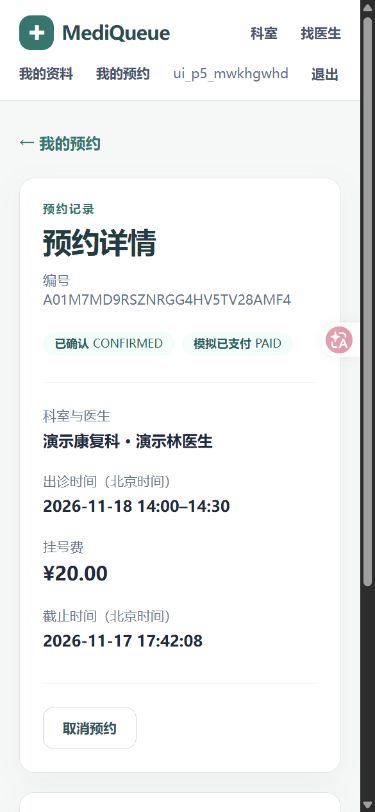 MediQueue
科室 找医生
我的资料 我的预约 ui_p5_mwkhgwhd 退出
← 我的预约
预约记录
预约详情
编号
A01M7MD9RSZNRGG4HV5TV28AMF4
已确认 CONFIRMED 模拟已支付 PAID
科室与医生
演示康复科·演示林医生
出诊时间（北京时间）
2026-11-18 14:00–14:30
挂号费
¥20.00
截止时间（北京时间）
2026-11-17 17:42:08
取消预约